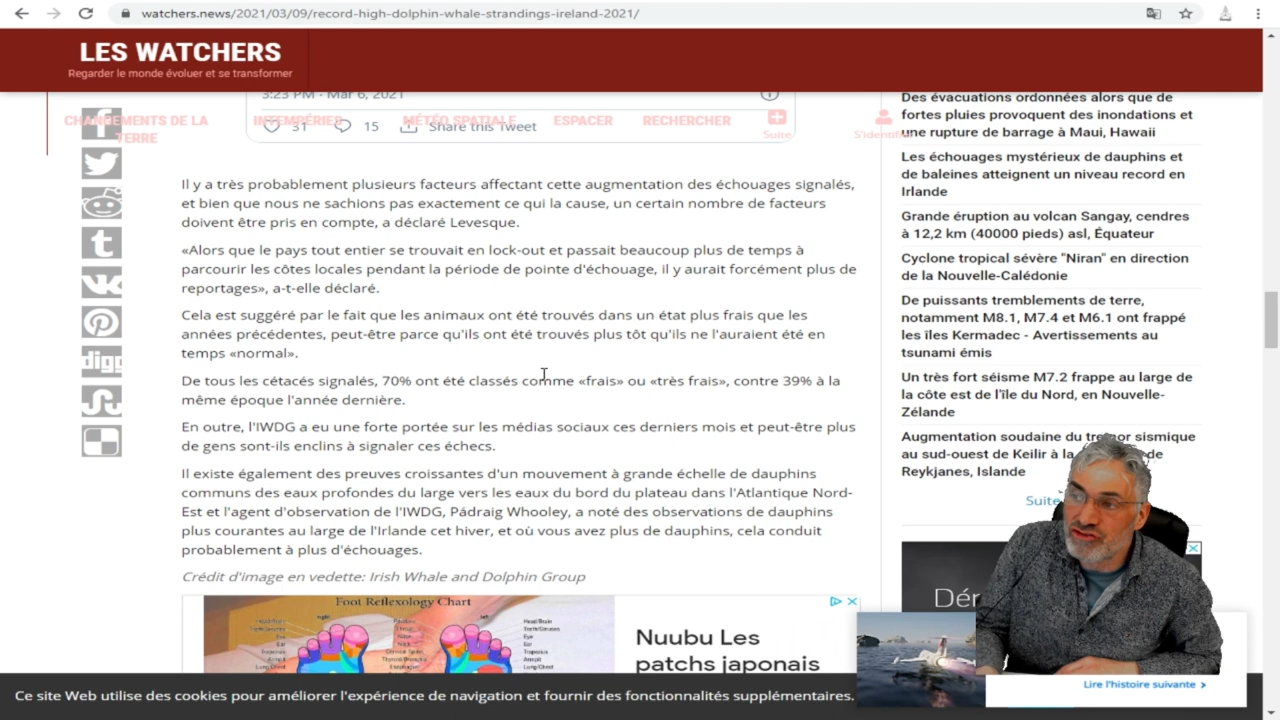 watchers.news/2021/03/09/record-high-dolphin-whale-strandings-ireland-2021/
LES WATCHERS
Regarder le monde évoluer et se transformer
3:23 PM · Mar 6, 2021
CHANGEMENTS DE LA TERRE
INTEMPÉRIES
MÉTÉO SPATIALE
ESPACER
RECHERCHER
Suite
S'identifier
31
15
Share this Tweet
Il y a très probablement plusieurs facteurs affectant cette augmentation des échouages signalés,
et bien que nous ne sachions pas exactement ce qui la cause, un certain nombre de facteurs
doivent être pris en compte, a déclaré Levesque.
«Alors que le pays tout entier se trouvait en lock-out et passait beaucoup plus de temps à
parcourir les côtes locales pendant la période de pointe d'échouage, il y aurait forcément plus de
reportages», a-t-elle déclaré.
Cela est suggéré par le fait que les animaux ont été trouvés dans un état plus frais que les
années précédentes, peut-être parce qu'ils ont été trouvés plus tôt qu'ils ne l'auraient été en
temps «normal».
De tous les cétacés signalés, 70% ont été classés comme «frais» ou «très frais», contre 39% à la
même époque l'année dernière.
En outre, l'IWDG a eu une forte portée sur les médias sociaux ces derniers mois et peut-être plus
de gens sont-ils enclins à signaler ces échecs.
Il existe également des preuves croissantes d'un mouvement à grande échelle de dauphins
communs des eaux profondes du large vers les eaux du bord du plateau dans l'Atlantique Nord-
Est et l'agent d'observation de l'IWDG, Pádraig Whooley, a noté des observations de dauphins
plus courantes au large de l'Irlande cet hiver, et où vous avez plus de dauphins, cela conduit
probablement à plus d'échouages.
Crédit d'image en vedette: Irish Whale and Dolphin Group
Foot Reflexology Chart
Nuubu Les
patchs japonais
Des évacuations ordonnées alors que de
fortes pluies provoquent des inondations et
une rupture de barrage à Maui, Hawaii
Les échouages mystérieux de dauphins et
de baleines atteignent un niveau record en
Irlande
Grande éruption au volcan Sangay, cendres
à 12,2 km (40000 pieds) asl, Équateur
Cyclone tropical sévère "Niran" en direction
de la Nouvelle-Calédonie
De puissants tremblements de terre,
notamment M8.1, M7.4 et M6.1 ont frappé
les îles Kermadec - Avertissements au
tsunami émis
Un très fort séisme M7.2 frappe au large de
la côte est de l'île du Nord, en Nouvelle-
Zélande
Augmentation soudaine du tremor sismique
au sud-ouest de Keilir à la de
Reykjanes, Islande
Suite
Dér
Lire l'histoire suivante >
digg
Ce site Web utilise des cookies pour améliorer l'expérience de navigation et fournir des fonctionnalités supplémentaires.